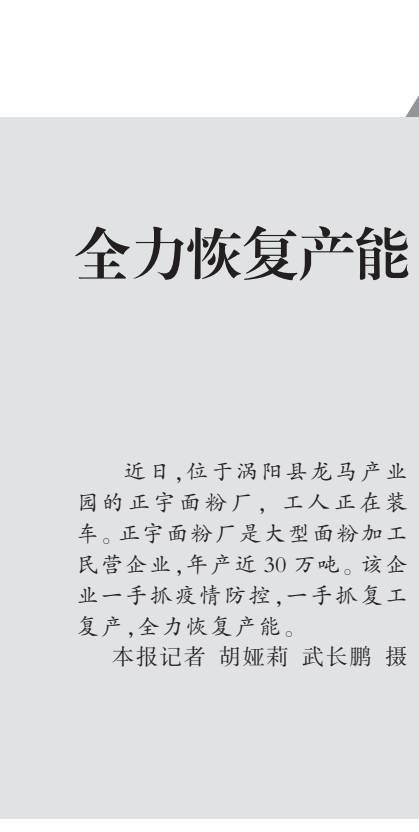 全力恢复产能
近日,位于涡阳县龙马产业
园的正宇面粉厂,工人正在装
车。正宇面粉厂是大型面粉加工
民营企业,年产近 30 万吨。该企
业一手抓疫情防控,一手抓复工
复产,全力恢复产能。
本报记者 胡娅莉 武长鹏 摄